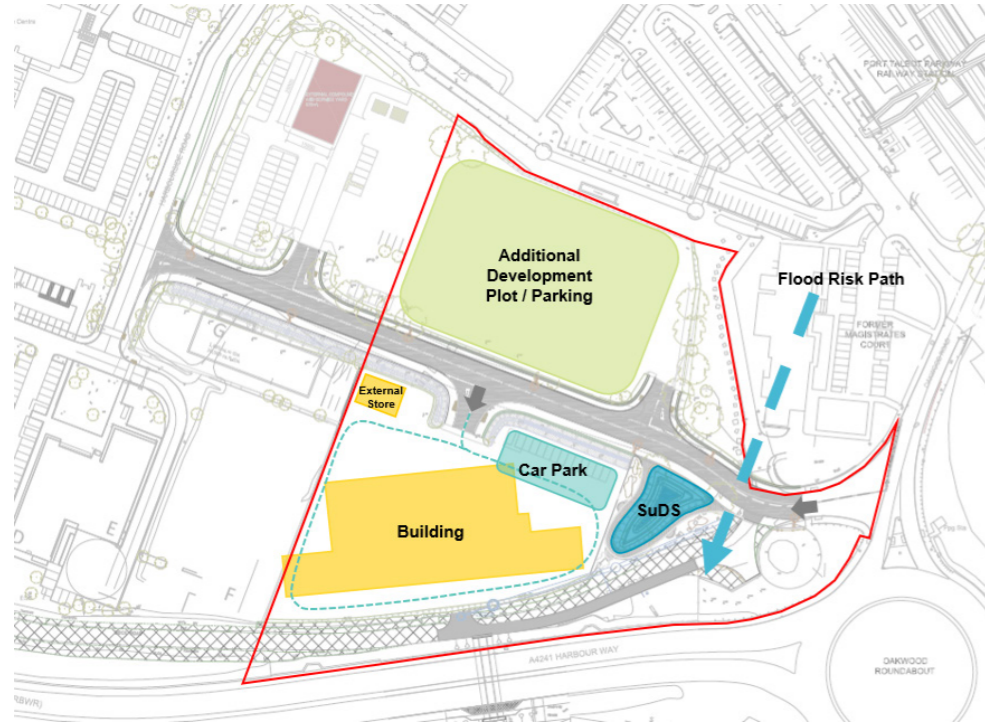 PORT TALBOT PARKWAY
RAILWAY STATION
Additional
Development
Plot / Parking
Flood Risk Path
FORMER
MAGISTRATES
COURT
External
Store
Car Park
SuDS
Building
G
D
E
F
F
A4241 HARBOUR WAY
OAKWOOD
ROUNDABOUT